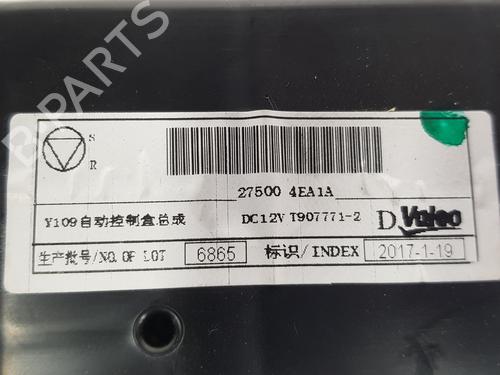 B-PARTS
S
R
27500 4EA1A
Y109自动控制盒总成 DC12V T907771-2 D Valeo
生产批号/NO.OF LOT 6865 标识/INDEX 2017-1-19